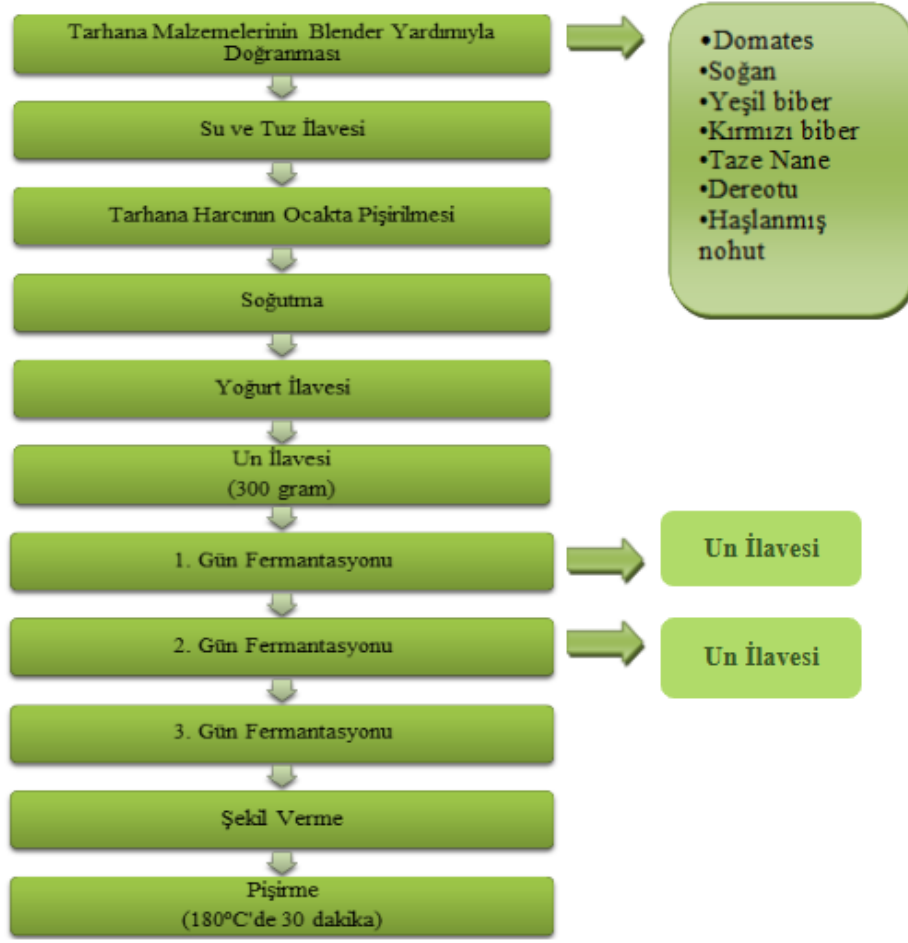 Tarhana Malzemelerinin Blender Yardımıyla
Doğranması
•Domates
•Soğan
•Yeşil biber
•Kırmızı biber
•Taze Nane
•Dereotu
•Haşlanmış
nohut
Su ve Tuz İlavesi
Tarhana Harcının Ocakta Pişirilmesi
Soğutma
Yoğurt İlavesi
Un İlavesi
(300 gram)
1. Gün Fermantasyonu
Un İlavesi
2. Gün Fermantasyonu
Un İlavesi
3. Gün Fermantasyonu
Şekil Verme
Pişirme
(180°C'de 30 dakika)